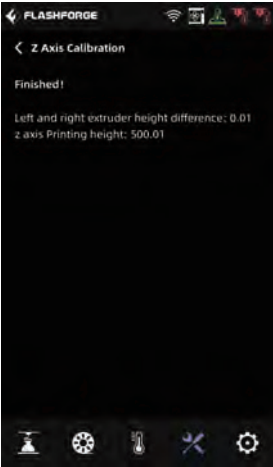 FLASHFORGE
Z Axis Calibration
Finished!
Left and right extruder height difference: 0.01
z axis Printing height: 500.01